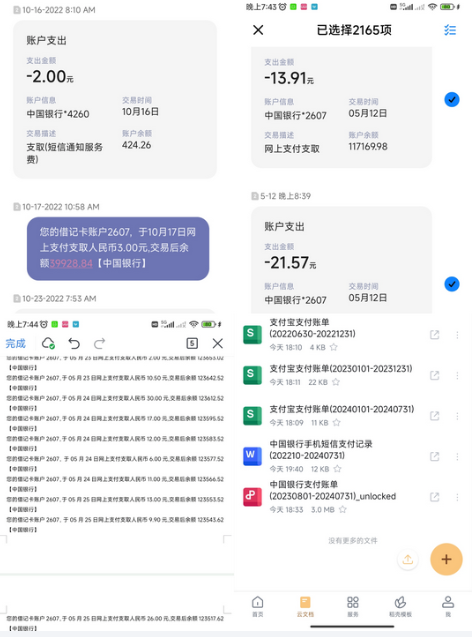 10-16-2022 8:10 AM
账户支出
支出金额
-2.00元
账户信息
交易时间
中国银行*4260
10月16日
交易描述
账户余额
支取(短信通知服务
费)
424.26
10-17-2022 10:58 AM
您的借记卡账户2607，于10月17日网
上支付支取人民币3.00元,交易后余
额39928.84【中国银行】
10-23-2022 7:53 AM
晚上7:44
完成
5
您的借记卡账户 2607, 于 05 月 23 日网上支付支取人民币 2.00 元,交易后余额 123653.02
【中国银行】
您的借记卡账户 2607, 于 05 月 23 日网上支付支取人民币 10.50 元,交易后余额 123642.52
【中国银行】
您的借记卡账户 2607, 于 05 月 24 日网上支付支取人民币 30.00 元,交易后余额 123612.52
【中国银行】
您的借记卡账户 2607, 于 05 月 24 日网上支付支取人民币 17.00 元,交易后余额 123595.52
【中国银行】
您的借记卡账户 2607, 于 05 月 24 日网上支付支取人民币 12.00 元,交易后余额 123583.52
【中国银行】
您的借记卡账户 2607, 于 05 月 24 日网上支付支取人民币 6.00 元,交易后余额 123577.52
【中国银行】
您的借记卡账户 2607, 于 05 月 24 日网上支付支取人民币 11.00 元,交易后余额 123566.52
【中国银行】
您的借记卡账户 2607, 于 05 月 25 日网上支付支取人民币 13.00 元,交易后余额 123553.52
【中国银行】
您的借记卡账户 2607, 于 05 月 25 日网上支付支取人民币 9.90 元,交易后余额 123543.62
【中国银行】
您的借记卡账户 2607, 于 05 月 25 日网上支付支取人民币 26.00 元,交易后余额 123517.62
【中国银行】
晚上7:43
已选择2165项
支出金额
-13.91元
账户信息
交易时间
中国银行*2607
05月12日
交易描述
账户余额
网上支付支取
117169.98
5-12 晚上8:39
账户支出
支出金额
-21.57元
账户信息
交易时间
中国银行*2607
05月12日
支付宝支付账单
(20220630-20221231)
今天 18:10 4 KB
支付宝支付账单(20230101-20231231)
今天 18:11 22 KB
支付宝支付账单(20240101-20240731)
今天 18:09 11 KB
中国银行手机短信支付记录
(202210-20240731)
今天 19:40 12 KB
中国银行支付账单
(20230801-20240731)_unlocked
今天 18:33 3.0 MB
没有更多的文件
首页
云文档
服务
稻壳模板
我